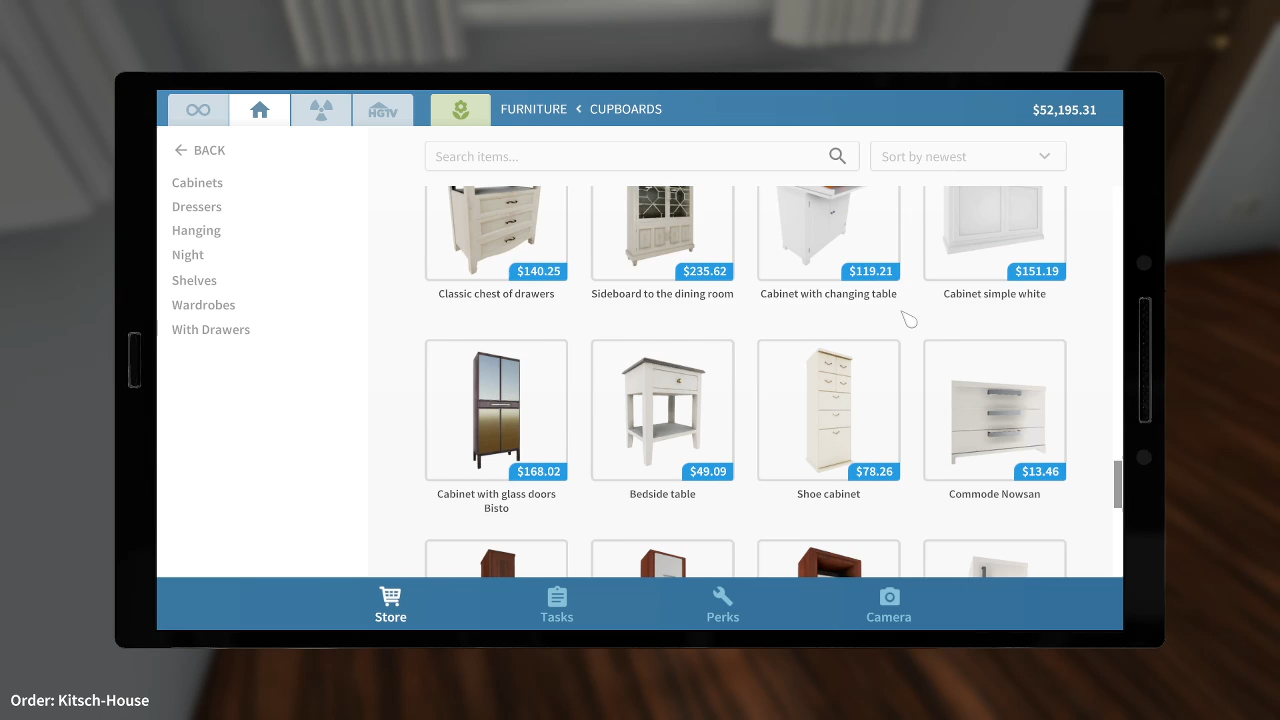 HGTV
FURNITURE < CUPBOARDS
$52,195.31
BACK
Search items...
Sort by newest
Cabinets
Dressers
Hanging
Night
Shelves
Wardrobes
With Drawers
$140.25
$235.62
$119.21
$151.19
Classic chest of drawers
Sideboard to the dining room
Cabinet with changing table
Cabinet simple white
$168.02
$49.09
$78.26
$13.46
Cabinet with glass doors
Bisto
Bedside table
Shoe cabinet
Commode Nowsan
Store
Tasks
Perks
Camera
Order: Kitsch-House